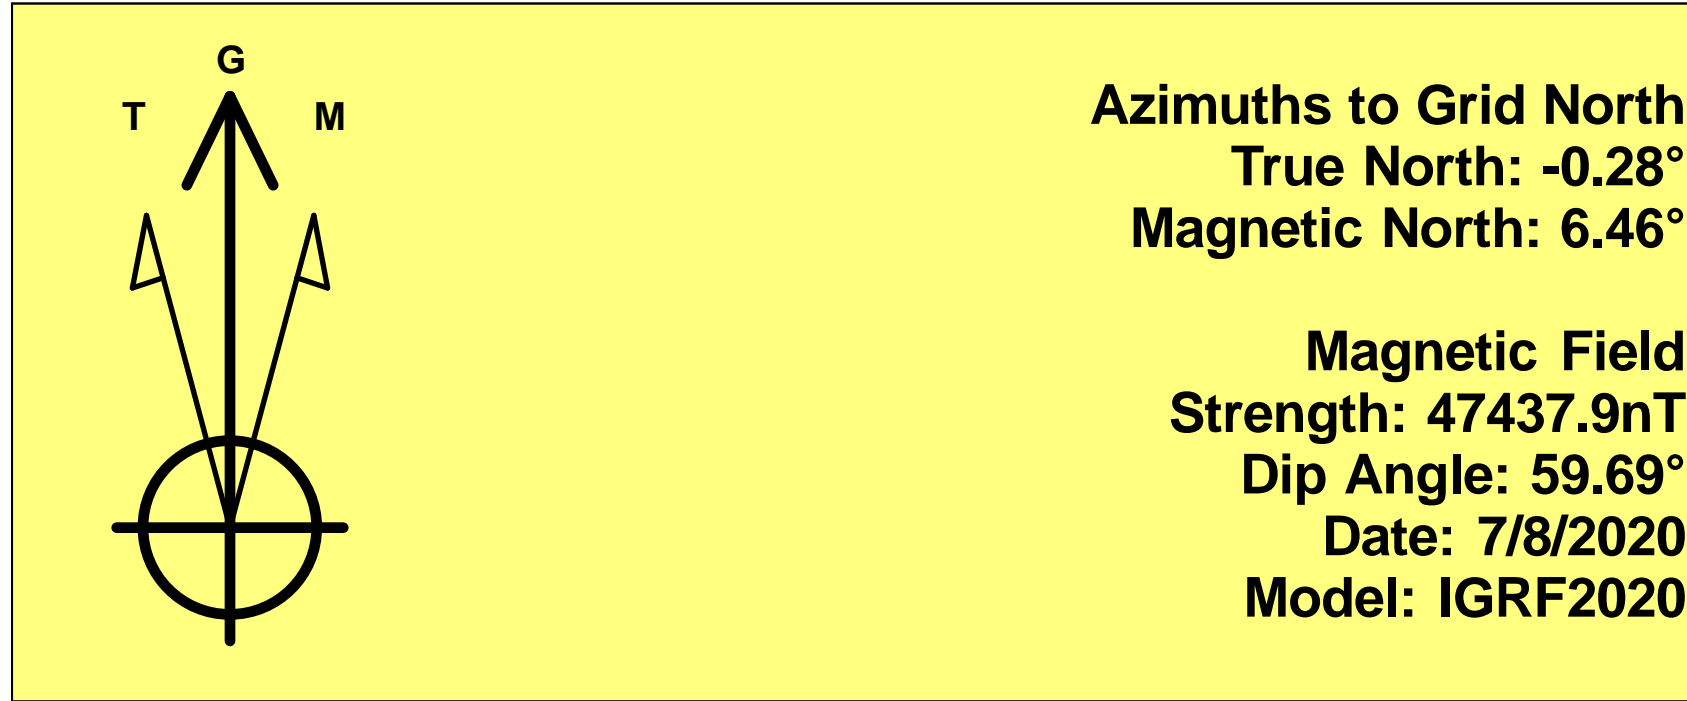 G
T M
Azimuths to Grid North
True North: -0.28°
Magnetic North: 6.46°
Magnetic Field
Strength: 47437.9nT
Dip Angle: 59.69°
Date: 7/8/2020
Model: IGRF2020